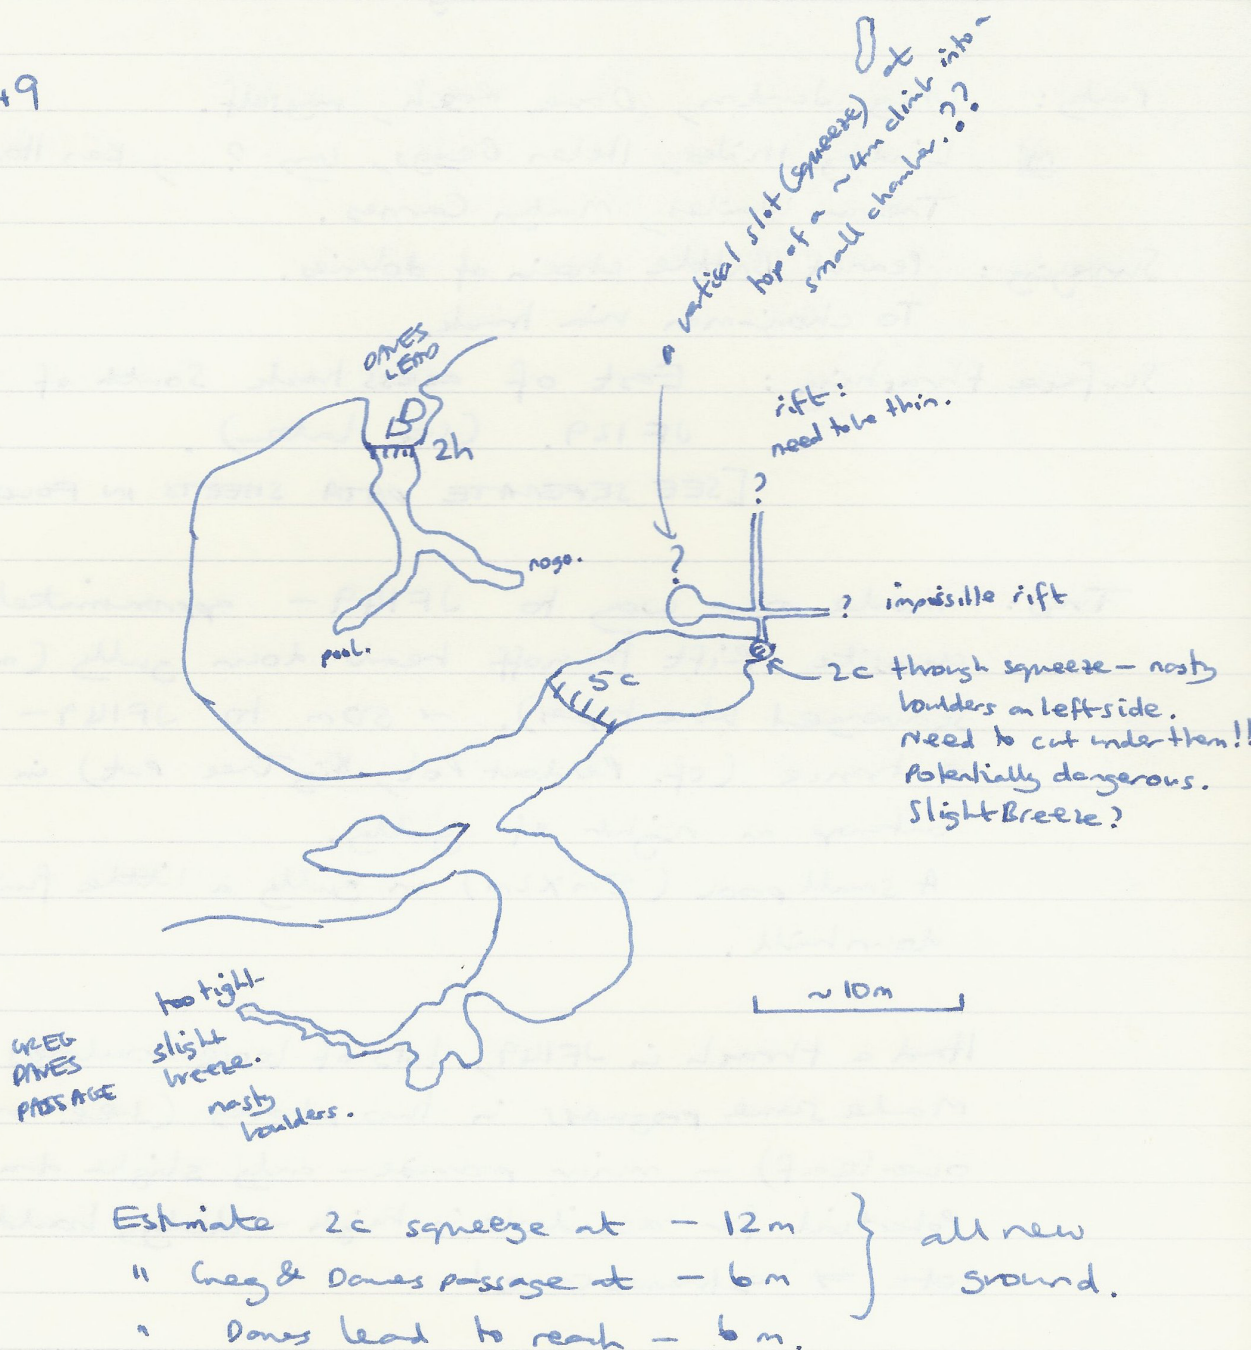 +9
vertical slot (squeeze) at
top of a ~4m climb into a
small chamber. ??
DAVES
LEAD
D
B
2h
rift:
need to be thin.
?
nogo.
?
? impossible rift
pool.
5c
2c through squeeze - nasty
boulders on left side.
Need to cut under them!!
Potentially dangerous.
Slight Breeze?
~ 10m
too tight
slight
breeze.
nasty
boulders.
GREG
DAVES
PASSAGE
Estimate 2c squeeze at - 12m
" Greg & Daves passage at - 6m
" Daves lead to reach - 6m.
all new
ground.